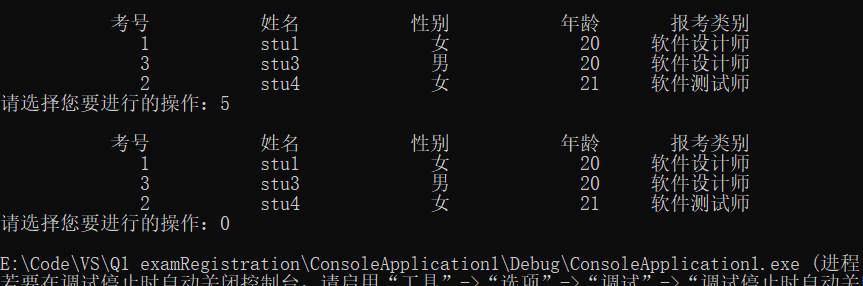 考号 姓名 性别 年龄 报考类别
1 stu1 女 20 软件设计师
3 stu3 男 20 软件设计师
2 stu4 女 21 软件测试师
请选择您要进行的操作：5
考号 姓名 性别 年龄 报考类别
1 stu1 女 20 软件设计师
3 stu3 男 20 软件设计师
2 stu4 女 21 软件测试师
请选择您要进行的操作：0
E:\Code\VS\Q1 examRegistration\ConsoleApplication1\Debug\ConsoleApplication1.exe (进程
若要在调试停止时自动关闭控制台，请启用“工具”->“选项”->“调试”->“调试停止时自动关